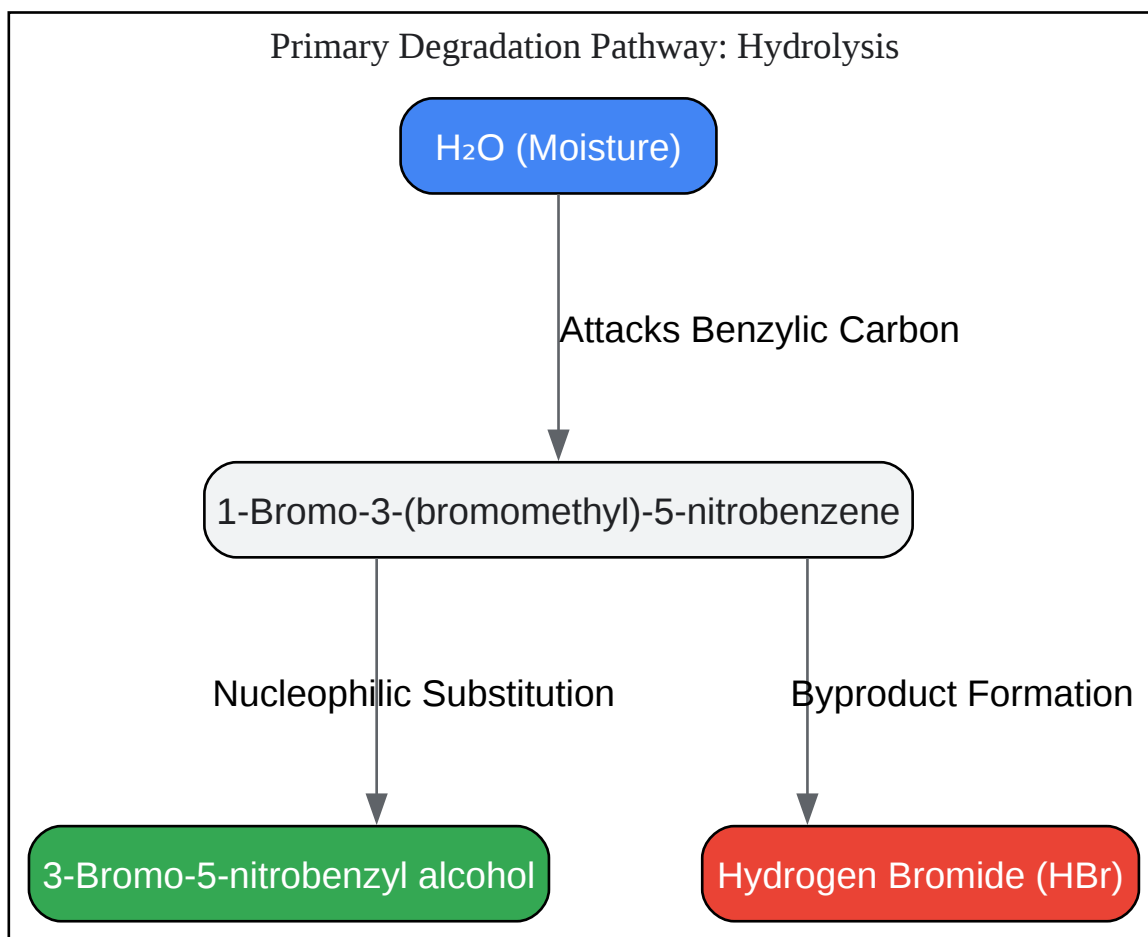 Primary Degradation Pathway: Hydrolysis
H₂O (Moisture)
Attacks Benzylic Carbon
1-Bromo-3-(bromomethyl)-5-nitrobenzene
Nucleophilic Substitution
Byproduct Formation
3-Bromo-5-nitrobenzyl alcohol
Hydrogen Bromide (HBr)